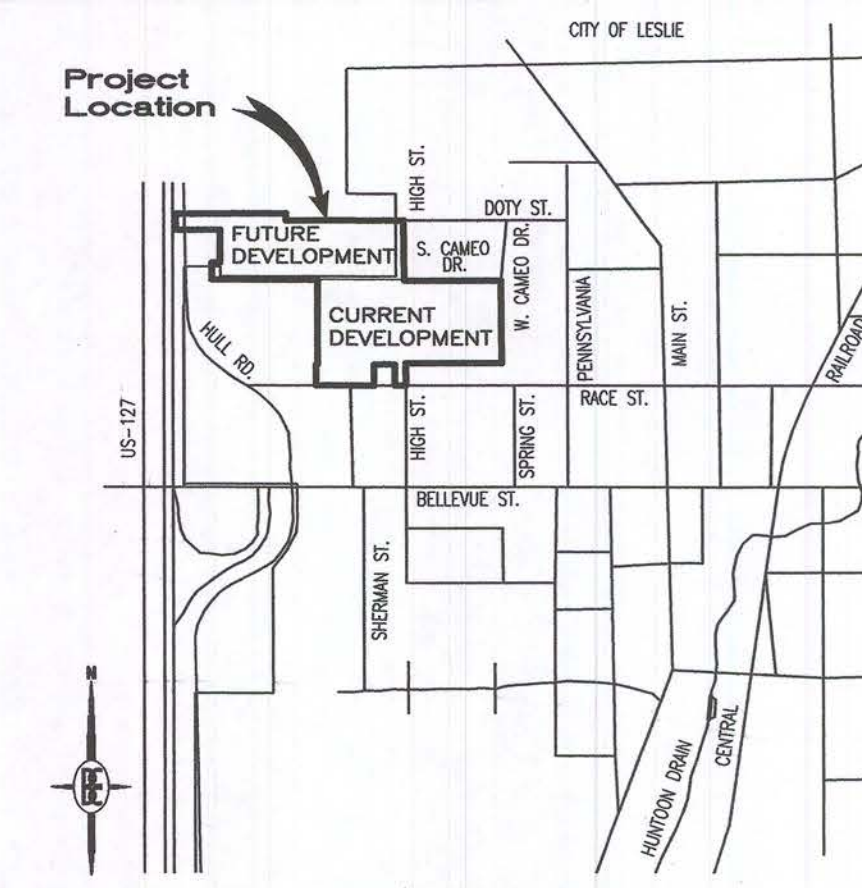 CITY OF LESLIE
Project
Location
HIGH ST.
DOTY ST.
FUTURE
DEVELOPMENT
S. CAMEO
DR.
W. CAMEO DR.
CURRENT
DEVELOPMENT
PENNSYLVANIA
MAIN ST.
HULL RD.
RAILROAD
US-127
RACE ST.
HIGH ST.
SPRING ST.
BELLEVUE ST.
SHERMAN ST.
N
HUNTOON DRAIN
CENTRAL